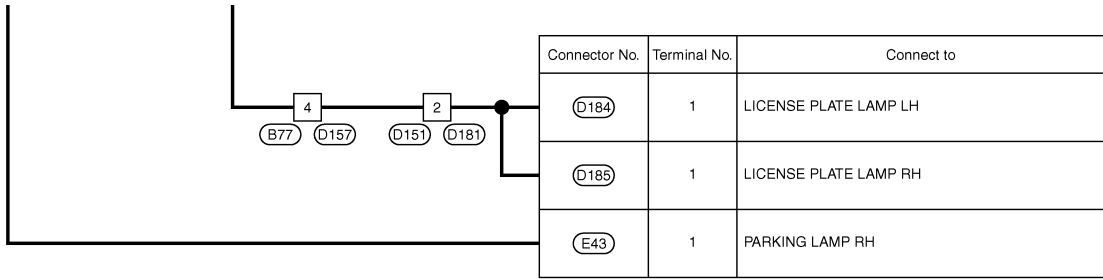 Connector No. Terminal No. Connect to
4 2 D184 1 LICENSE PLATE LAMP LH
B77 D157 D151 D181
D185 1 LICENSE PLATE LAMP RH
E43 1 PARKING LAMP RH